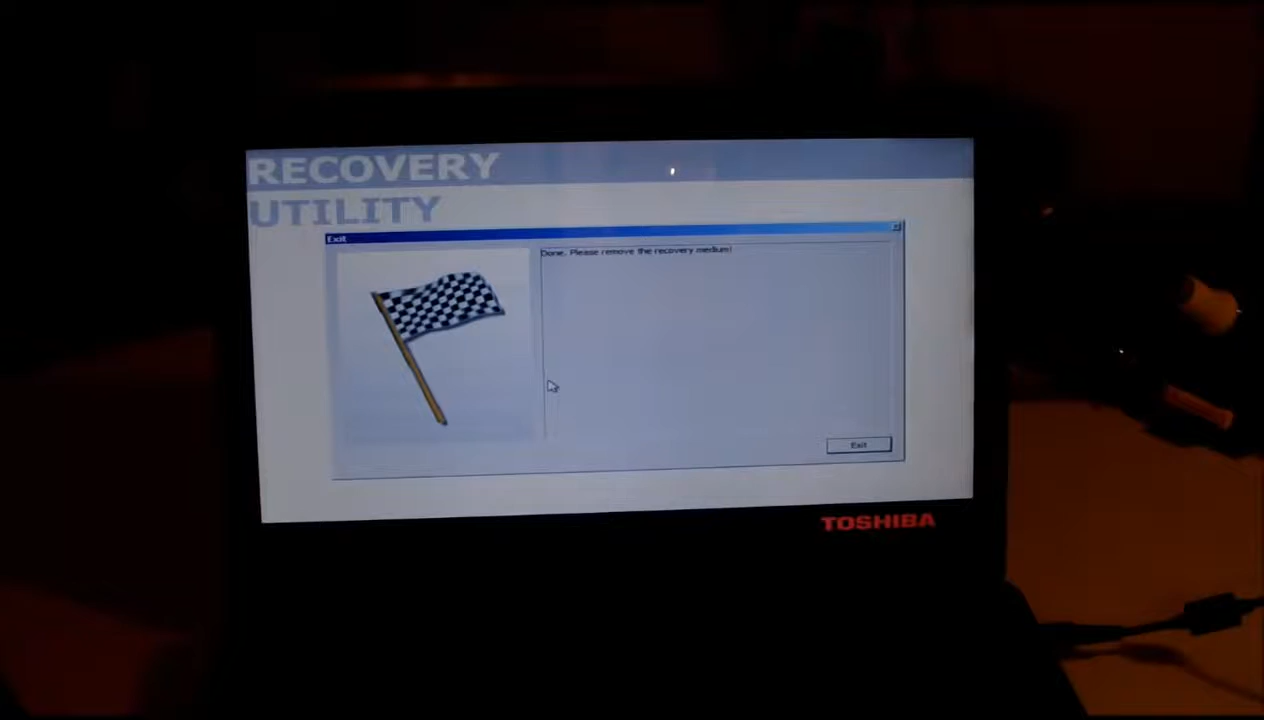 RECOVERY
UTILITY
Exit
Done. Please remove the recovery medium!
Exit
TOSHIBA